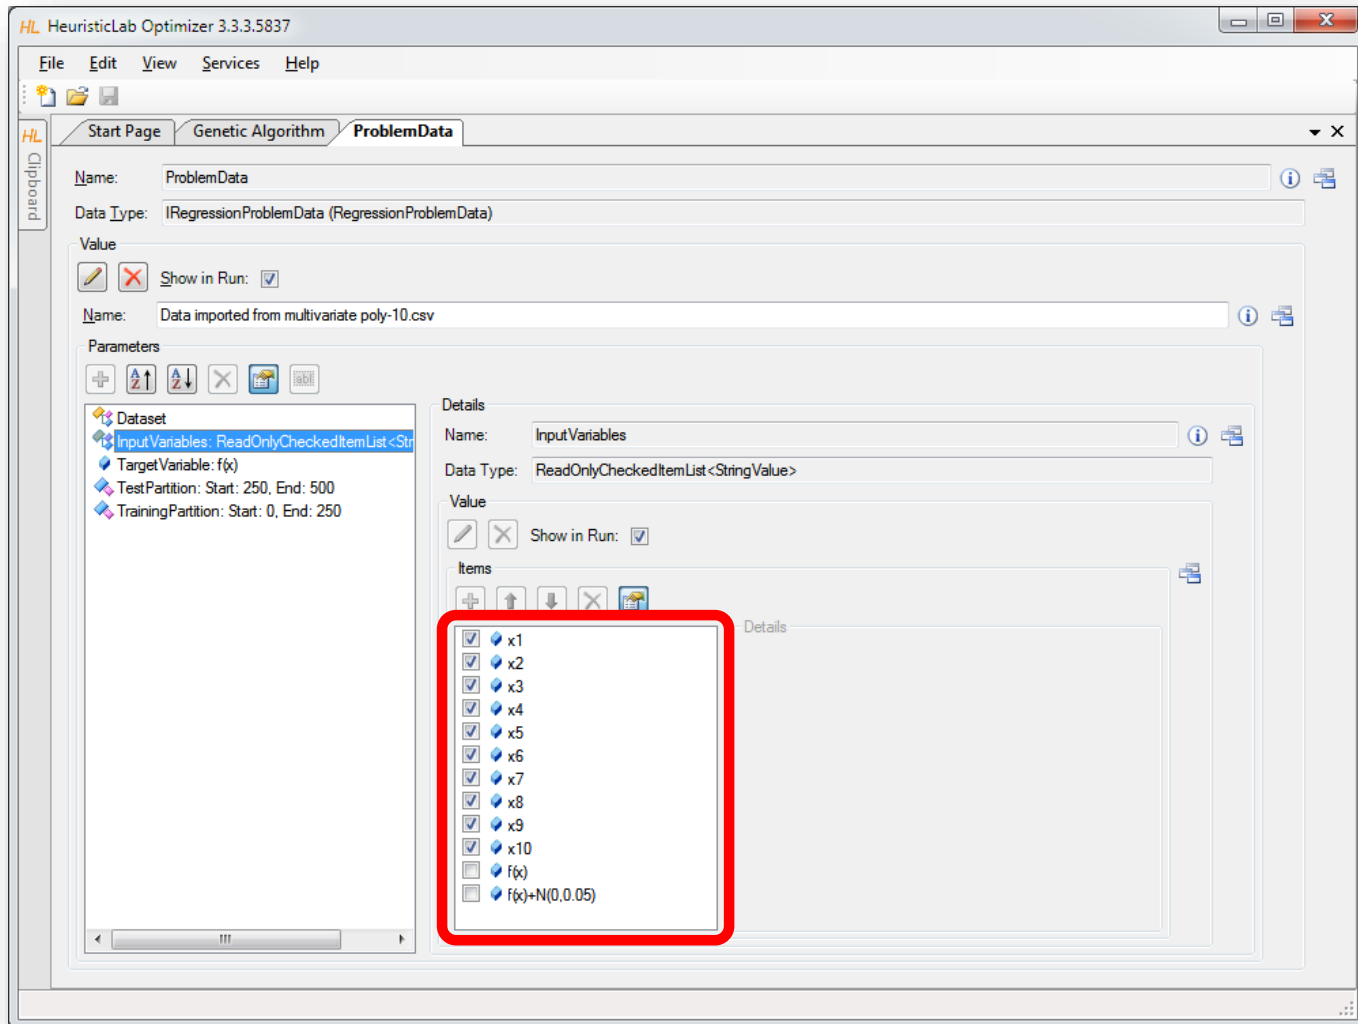 HL HeuristicLab Optimizer 3.3.3.5837
File Edit View Services Help
HL Clipboard
Start Page Genetic Algorithm ProblemData
Name: ProblemData
Data Type: IRegressionProblemData (RegressionProblemData)
Value
Show in Run:
Name: Data imported from multivariate poly-10.csv
Parameters
Dataset
InputVariables: ReadOnlyCheckedItemList<Str
TargetVariable: f(x)
TestPartition: Start: 250, End: 500
TrainingPartition: Start: 0, End: 250
Details
Name: InputVariables
Data Type: ReadOnlyCheckedItemList<StringValue>
Value
Show in Run:
Items
Details
x1
x2
x3
x4
x5
x6
x7
x8
x9
x10
f(x)
f(x)+N(0,0.05)